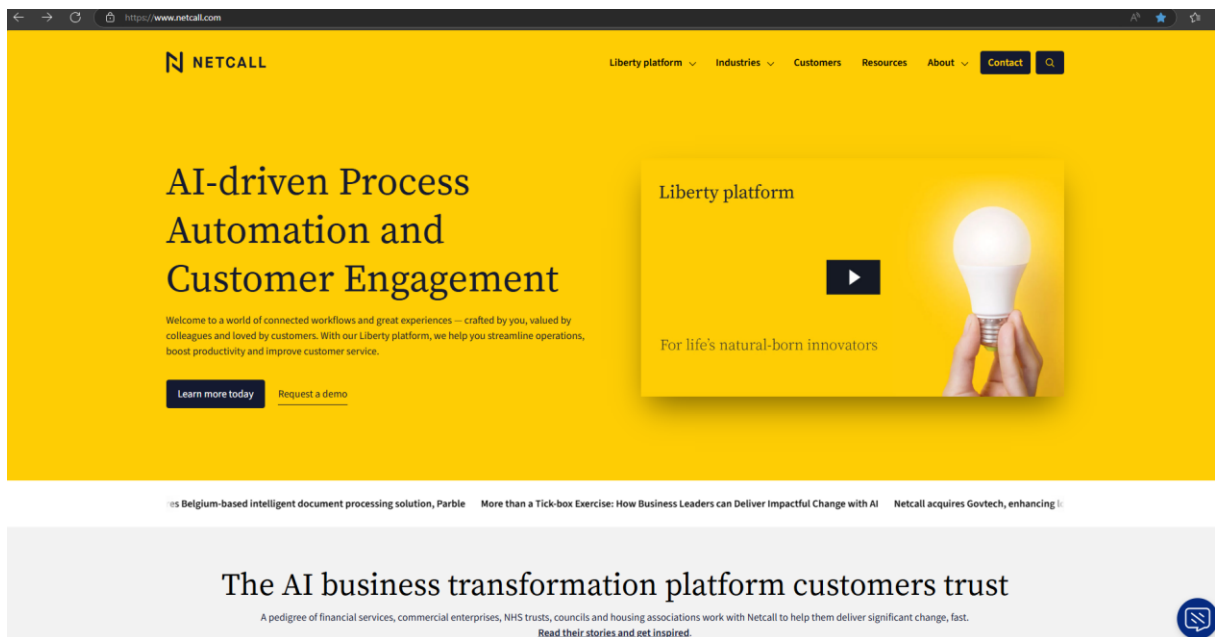 https://www.netcall.com
NETCALL
Liberty platform Industries Customers Resources About Contact
AI-driven Process
Automation and
Customer Engagement
Welcome to a world of connected workflows and great experiences — crafted by you, valued by
colleagues and loved by customers. With our Liberty platform, we help you streamline operations,
boost productivity and improve customer service.
Learn more today Request a demo
Liberty platform
For life's natural-born innovators
es Belgium-based intelligent document processing solution, Parble More than a Tick-box Exercise: How Business Leaders can Deliver Impactful Change with AI Netcall acquires Govtech, enhancing
The AI business transformation platform customers trust
A pedigree of financial services, commercial enterprises, NHS trusts, councils and housing associations work with Netcall to help them deliver significant change, fast.
Read their stories and get inspired.